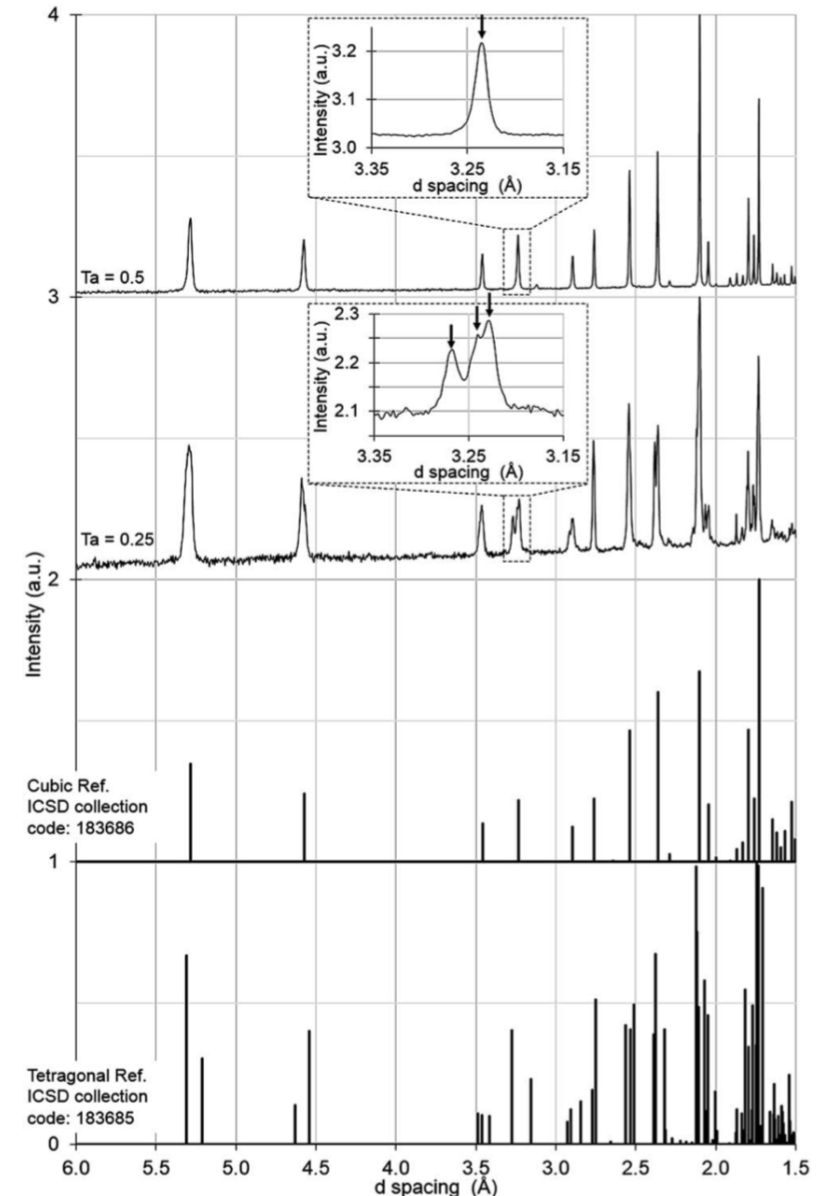 4
3.2
3.1
3.0
3.35
3.25
3.15
Intensity (a.u.)
d spacing (Å)
Ta = 0.5
3
2.3
2.2
2.1
3.35
3.25
3.15
Intensity (a.u.)
d spacing (Å)
Ta = 0.25
2
Intensity (a.u.)
Cubic Ref.
ICSD collection
code: 183686
1
Tetragonal Ref.
ICSD collection
code: 183685
0
6.0 5.5 5.0 4.5 4.0 3.5 3.0 2.5 2.0 1.5
d spacing (Å)